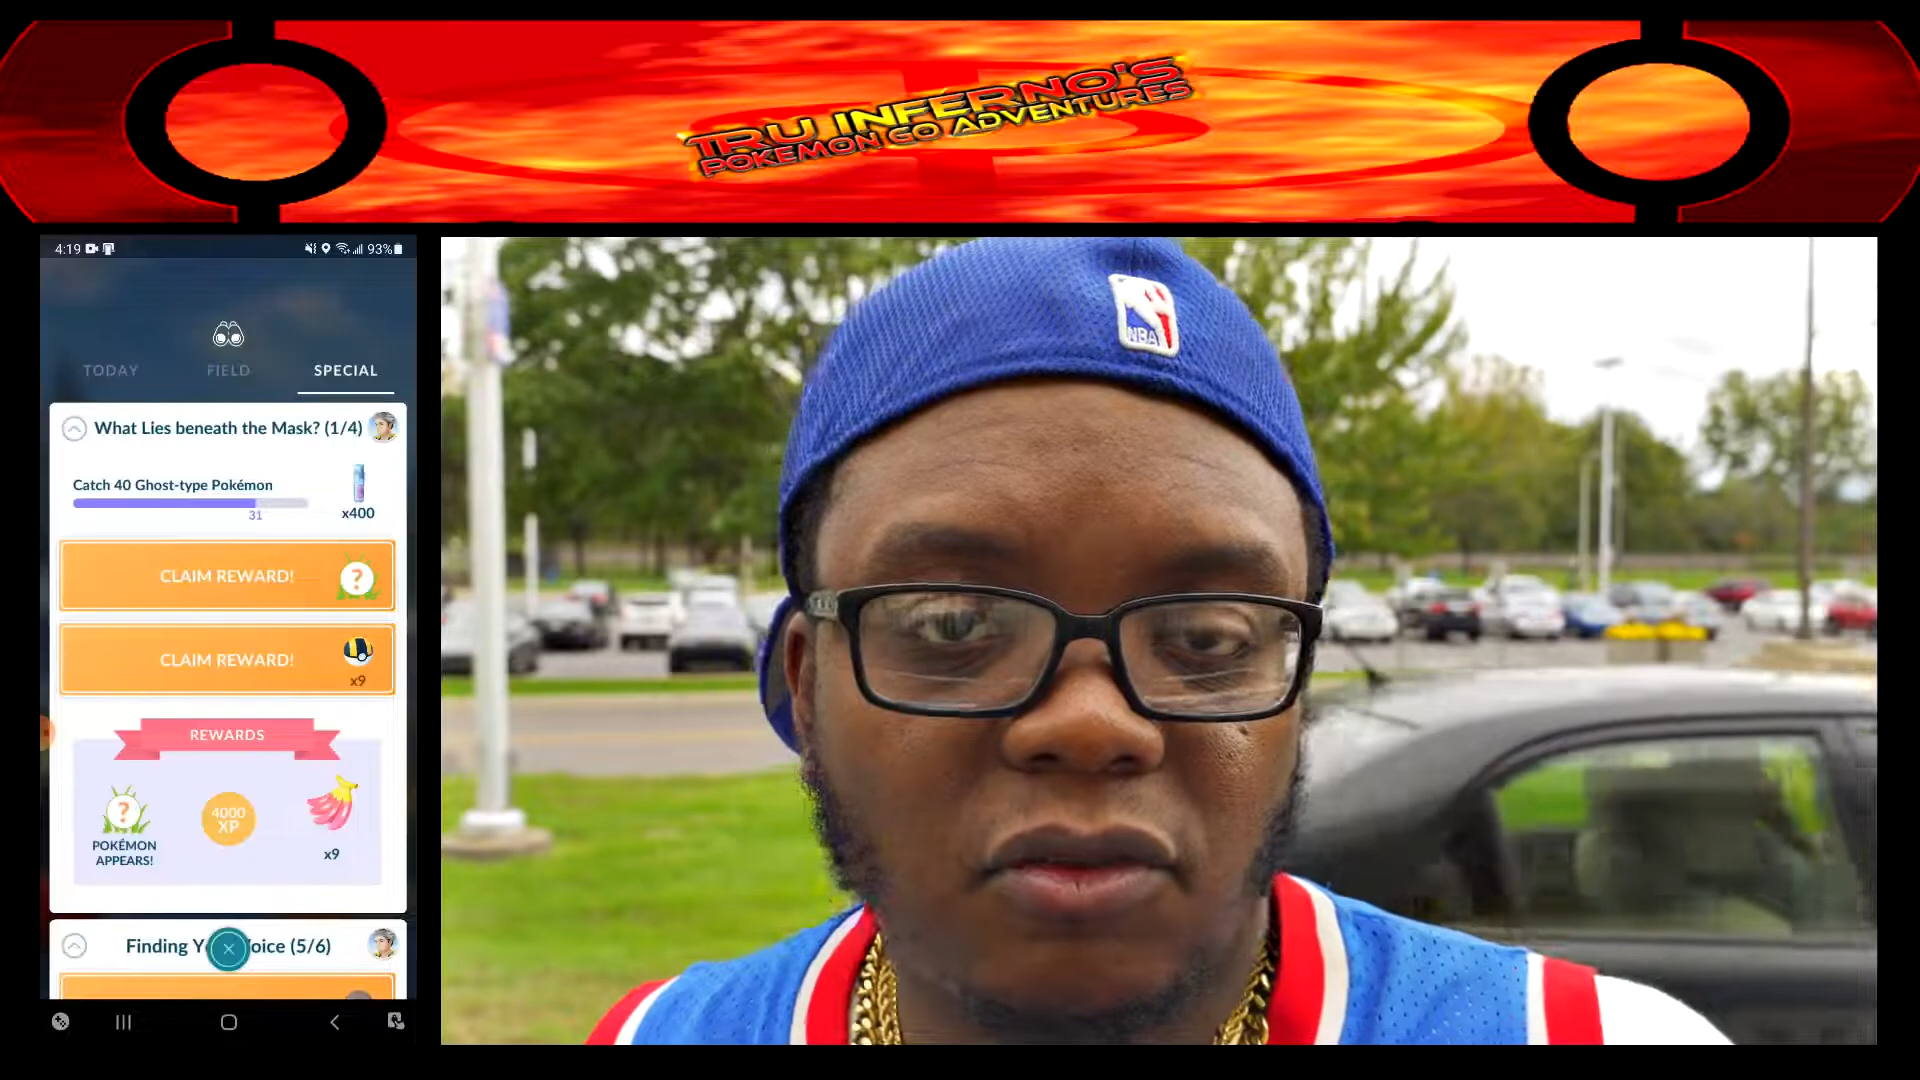 TRU INFERNO'S
POKEMON GO ADVENTURES
4:19
93%
TODAY
FIELD
SPECIAL
What Lies beneath the Mask? (1/4)
Catch 40 Ghost-type Pokémon
31
x400
CLAIM REWARD!
?
CLAIM REWARD!
x9
REWARDS
?
POKÉMON
APPEARS!
4000
XP
x9
Finding Y oice (5/6)
NBA